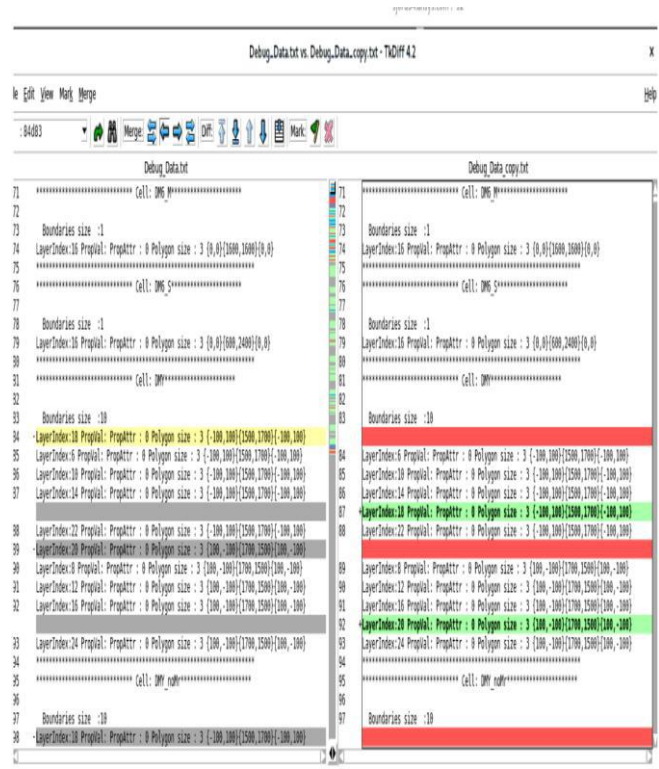 Debug_Data.txt vs. Debug_Data_copy.txt - TkDiff 4.2 x
le Edit View Mark Merge Help
: 84d83 Merge: Diff: Mark:
Debug_Data.txt
71 **************************** Cell: DM6_M********************
72
73 Boundaries size :1
74 LayerIndex:16 PropVal: PropAttr : 0 Polygon size : 3 {0,0}{1600,1600}{0,0}
75 ****************************************************************
76 **************************** Cell: DM6_S********************
77
78 Boundaries size :1
79 LayerIndex:16 PropVal: PropAttr : 0 Polygon size : 3 {0,0}{600,2400}{0,0}
80 ****************************************************************
81 **************************** Cell: DMY********************
82
83 Boundaries size :10
84 -LayerIndex:18 PropVal: PropAttr : 0 Polygon size : 3 {-100,100}{1500,1700}{-100,100}
85 LayerIndex:6 PropVal: PropAttr : 0 Polygon size : 3 {-100,100}{1500,1700}{-100,100}
86 LayerIndex:10 PropVal: PropAttr : 0 Polygon size : 3 {-100,100}{1500,1700}{-100,100}
87 LayerIndex:14 PropVal: PropAttr : 0 Polygon size : 3 {-100,100}{1500,1700}{-100,100}
88 LayerIndex:22 PropVal: PropAttr : 0 Polygon size : 3 {-100,100}{1500,1700}{-100,100}
89 -LayerIndex:20 PropVal: PropAttr : 0 Polygon size : 3 {100,-100}{1700,1500}{100,-100}
90 LayerIndex:8 PropVal: PropAttr : 0 Polygon size : 3 {100,-100}{1700,1500}{100,-100}
91 LayerIndex:12 PropVal: PropAttr : 0 Polygon size : 3 {100,-100}{1700,1500}{100,-100}
92 LayerIndex:16 PropVal: PropAttr : 0 Polygon size : 3 {100,-100}{1700,1500}{100,-100}
93 LayerIndex:24 PropVal: PropAttr : 0 Polygon size : 3 {100,-100}{1700,1500}{100,-100}
94 ****************************************************************
95 **************************** Cell: DMY_noMr********************
96
97 Boundaries size :10
98 -LayerIndex:18 PropVal: PropAttr : 0 Polygon size : 3 {-100,100}{1500,1700}{-100,100}
Debug_Data_copy.txt
71 **************************** Cell: DM6_M********************
72
73 Boundaries size :1
74 LayerIndex:16 PropVal: PropAttr : 0 Polygon size : 3 {0,0}{1600,1600}{0,0}
75 ****************************************************************
76 **************************** Cell: DM6_S********************
77
78 Boundaries size :1
79 LayerIndex:16 PropVal: PropAttr : 0 Polygon size : 3 {0,0}{600,2400}{0,0}
80 ****************************************************************
81 **************************** Cell: DMY********************
82
83 Boundaries size :10
84 LayerIndex:6 PropVal: PropAttr : 0 Polygon size : 3 {-100,100}{1500,1700}{-100,100}
85 LayerIndex:10 PropVal: PropAttr : 0 Polygon size : 3 {-100,100}{1500,1700}{-100,100}
86 LayerIndex:14 PropVal: PropAttr : 0 Polygon size : 3 {-100,100}{1500,1700}{-100,100}
87 +LayerIndex:18 PropVal: PropAttr : 0 Polygon size : 3 {-100,100}{1500,1700}{-100,100}
88 LayerIndex:22 PropVal: PropAttr : 0 Polygon size : 3 {-100,100}{1500,1700}{-100,100}
89 LayerIndex:8 PropVal: PropAttr : 0 Polygon size : 3 {100,-100}{1700,1500}{100,-100}
90 LayerIndex:12 PropVal: PropAttr : 0 Polygon size : 3 {100,-100}{1700,1500}{100,-100}
91 LayerIndex:16 PropVal: PropAttr : 0 Polygon size : 3 {100,-100}{1700,1500}{100,-100}
92 +LayerIndex:20 PropVal: PropAttr : 0 Polygon size : 3 {100,-100}{1700,1500}{100,-100}
93 LayerIndex:24 PropVal: PropAttr : 0 Polygon size : 3 {100,-100}{1700,1500}{100,-100}
94 ****************************************************************
95 **************************** Cell: DMY_noMr********************
96
97 Boundaries size :10